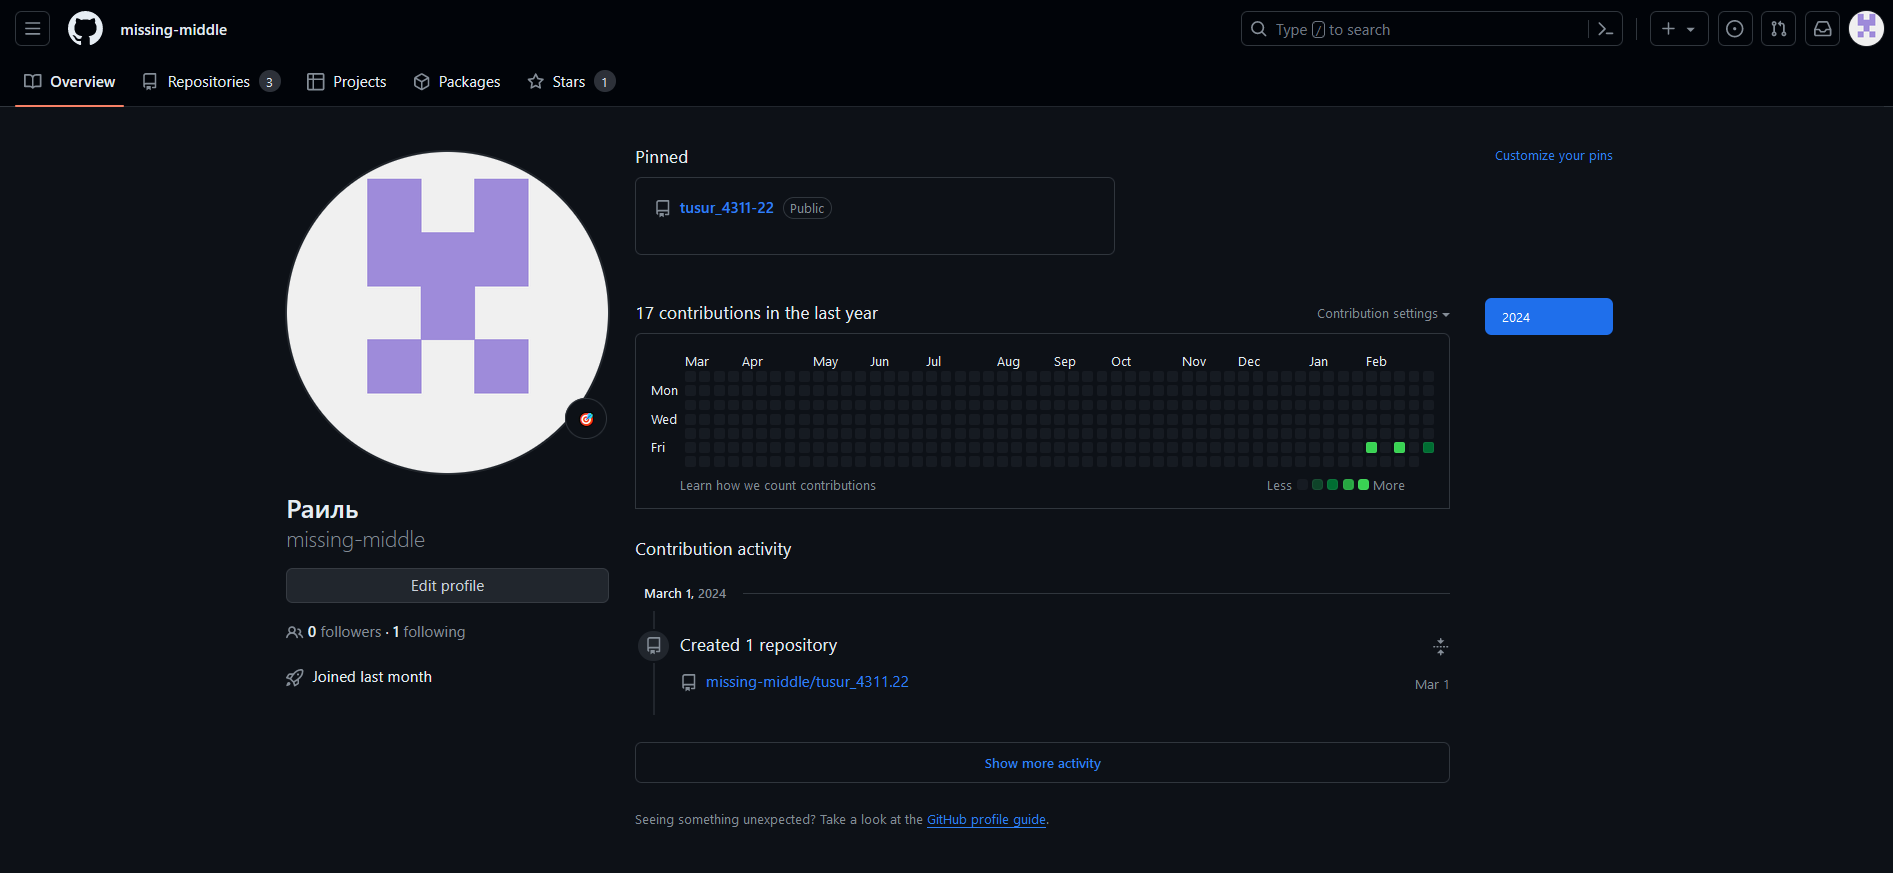 missing-middle
Type / to search
Overview
Repositories 3
Projects
Packages
Stars 1
Pinned
Customize your pins
tusur_4311-22 Public
17 contributions in the last year
Contribution settings
2024
Mar Apr May Jun Jul Aug Sep Oct Nov Dec Jan Feb
Mon
Wed
Fri
Learn how we count contributions
Less More
Раиль
missing-middle
Edit profile
0 followers · 1 following
Joined last month
Contribution activity
March 1, 2024
Created 1 repository
missing-middle/tusur_4311.22
Mar 1
Show more activity
Seeing something unexpected? Take a look at the GitHub profile guide.